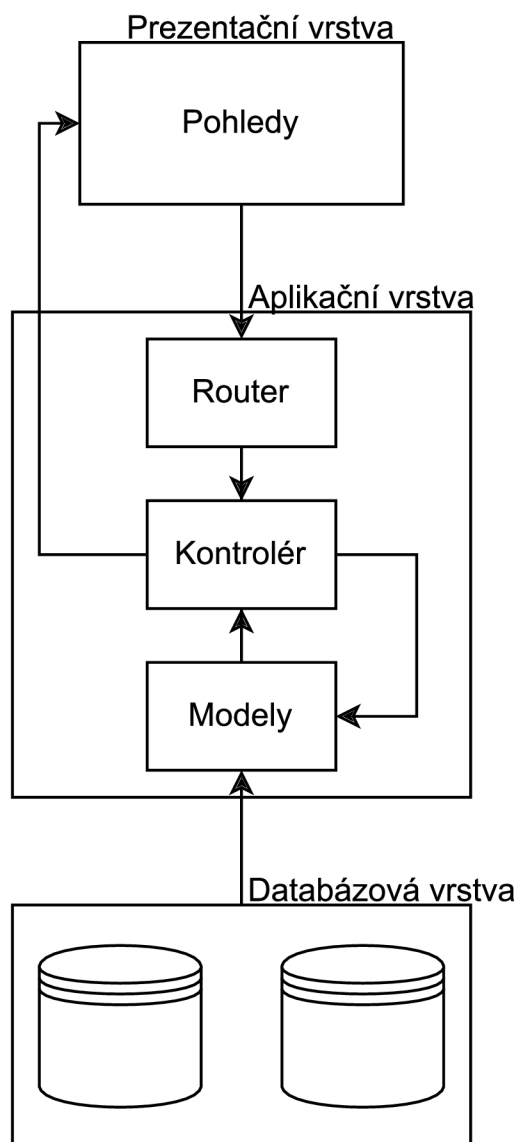 Prezentační vrstva
Pohledy
Aplikační vrstva
Router
Kontrolér
Modely
Databázová vrstva